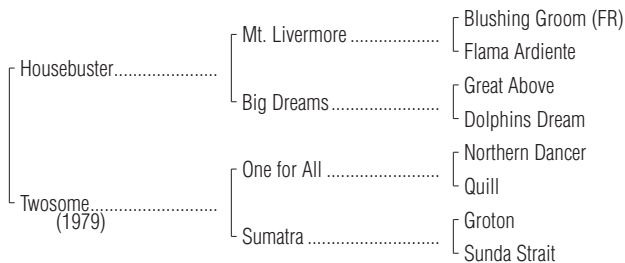 Blushing Groom (FR)
Mt. Livermore ....................
Flama Ardiente
Housebuster...................
Great Above
Big Dreams ....................
Dolphins Dream
Northern Dancer
One for All ....................
Quill
Twosome.......................
(1979)
Groton
Sumatra ........................
Sunda Strait